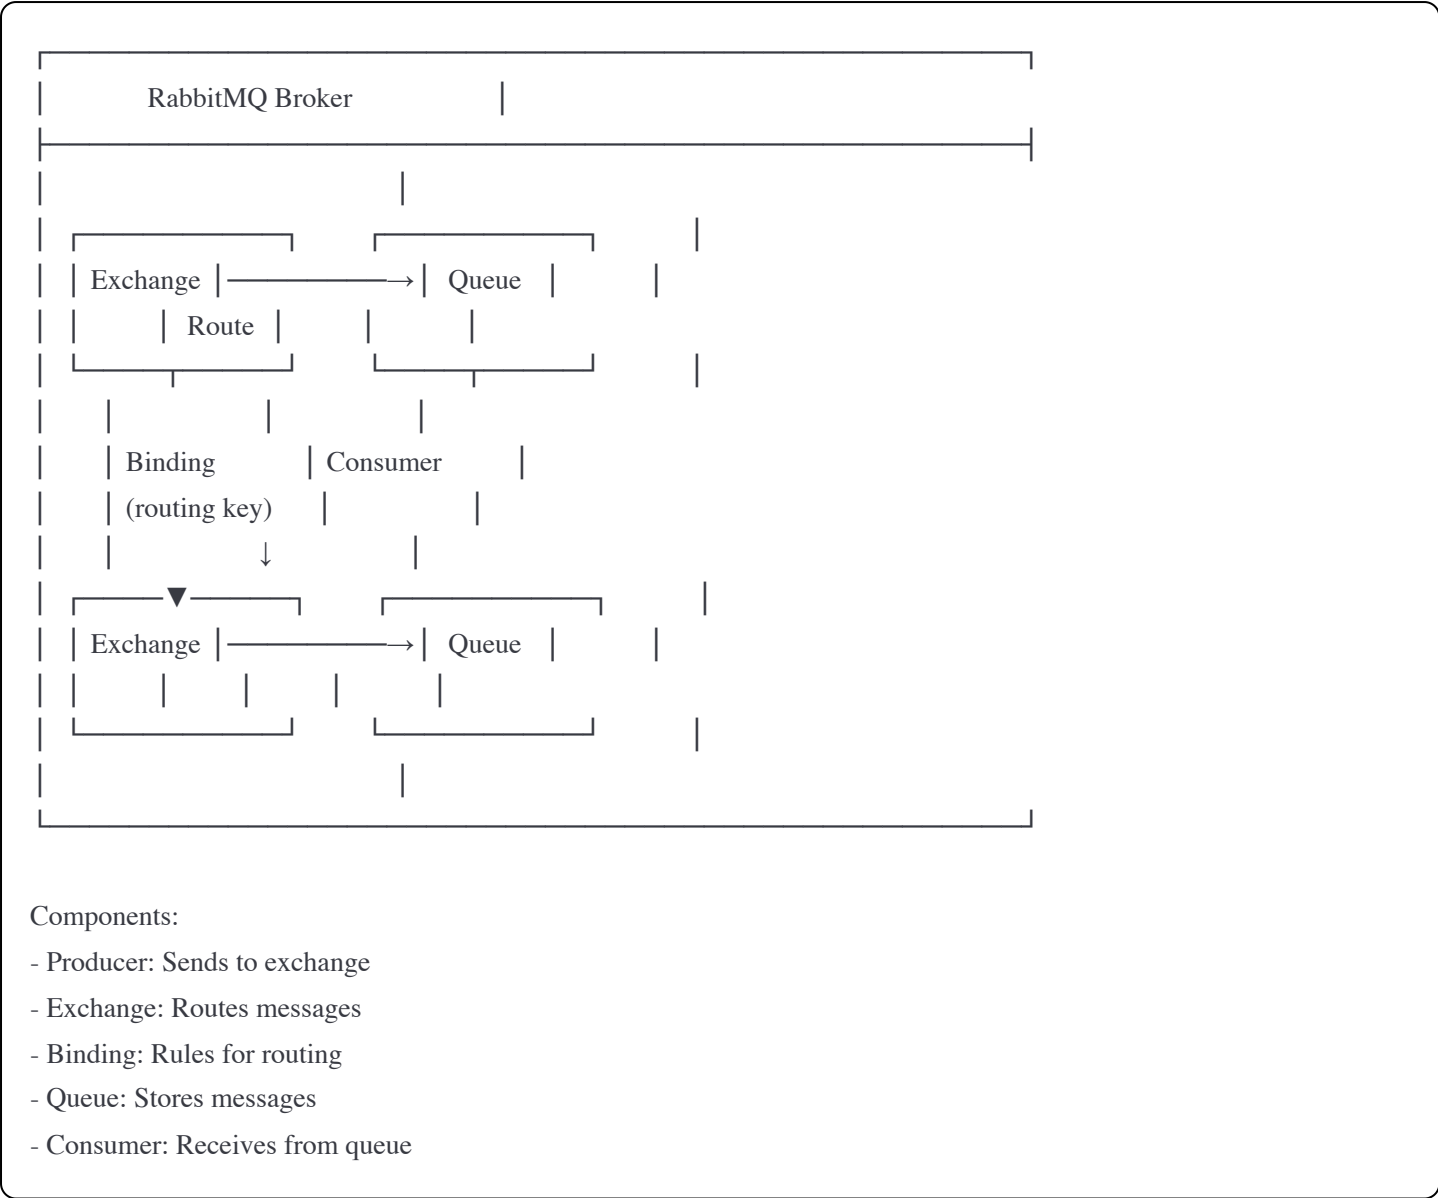 RabbitMQ Broker
Exchange Queue
Route
Binding Consumer
(routing key)
Exchange Queue
Components:
- Producer: Sends to exchange
- Exchange: Routes messages
- Binding: Rules for routing
- Queue: Stores messages
- Consumer: Receives from queue